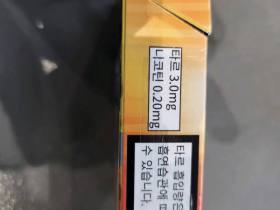 타르 3.0mg
니코틴 0.20mg
타르 흡입량은
흡연습관에 따
수 있습니다.